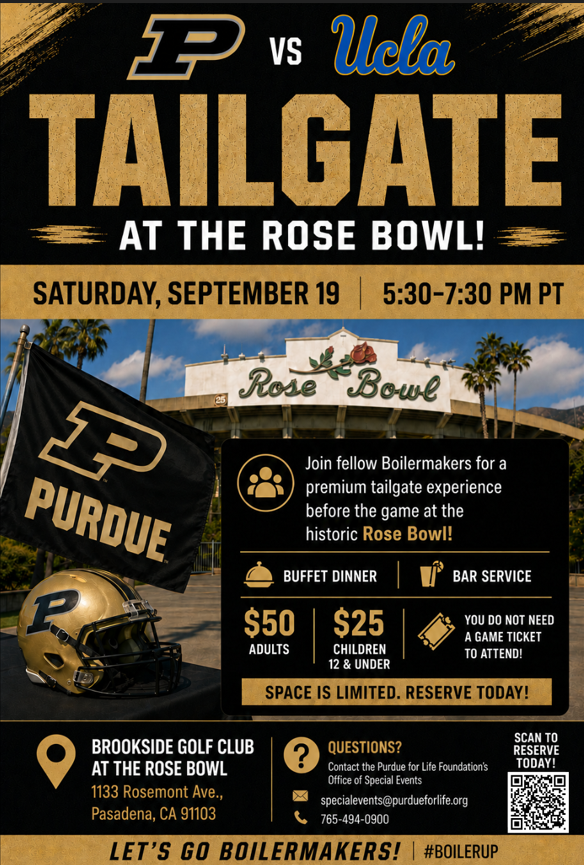 P VS Ucla
TAILGATE
AT THE ROSE BOWL!
SATURDAY, SEPTEMBER 19 | 5:30-7:30 PM PT
Rose Bowl
25
P
PURDUE
P
Join fellow Boilermakers for a
premium tailgate experience
before the game at the
historic Rose Bowl!
BUFFET DINNER | BAR SERVICE
$50
ADULTS
$25
CHILDREN
12 & UNDER
YOU DO NOT NEED
A GAME TICKET
TO ATTEND!
SPACE IS LIMITED. RESERVE TODAY!
BROOKSIDE GOLF CLUB
AT THE ROSE BOWL
1133 Rosemont Ave.,
Pasadena, CA 91103
?
QUESTIONS?
Contact the Purdue for Life Foundation's
Office of Special Events
specialevents@purdueforlife.org
765-494-0900
SCAN TO
RESERVE
TODAY!
LET'S GO BOILERMAKERS! | #BOILERUP